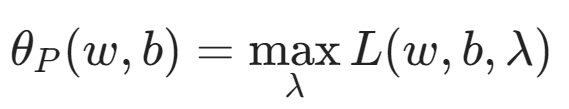 θ_P(w, b) = max_λ L(w, b, λ)